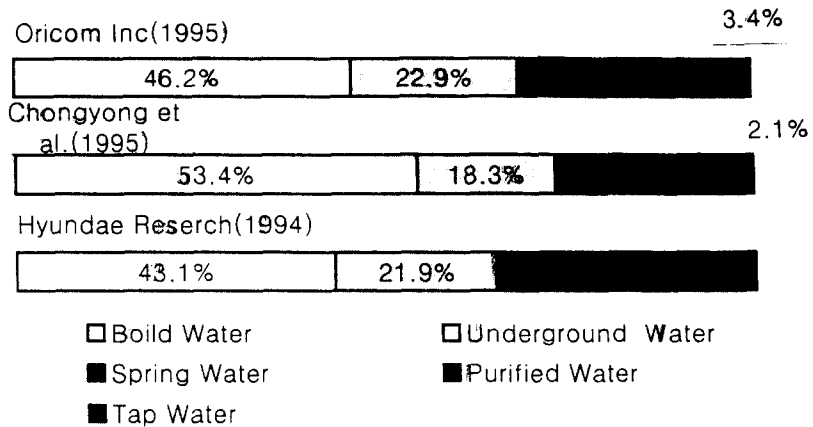 3.4%
Oricom Inc(1995)
46.2% 22.9%
Chongyong et
al.(1995)
2.1%
53.4% 18.3%
Hyundae Reserch(1994)
43.1% 21.9%
Boild Water Underground Water
Spring Water Purified Water
Tap Water